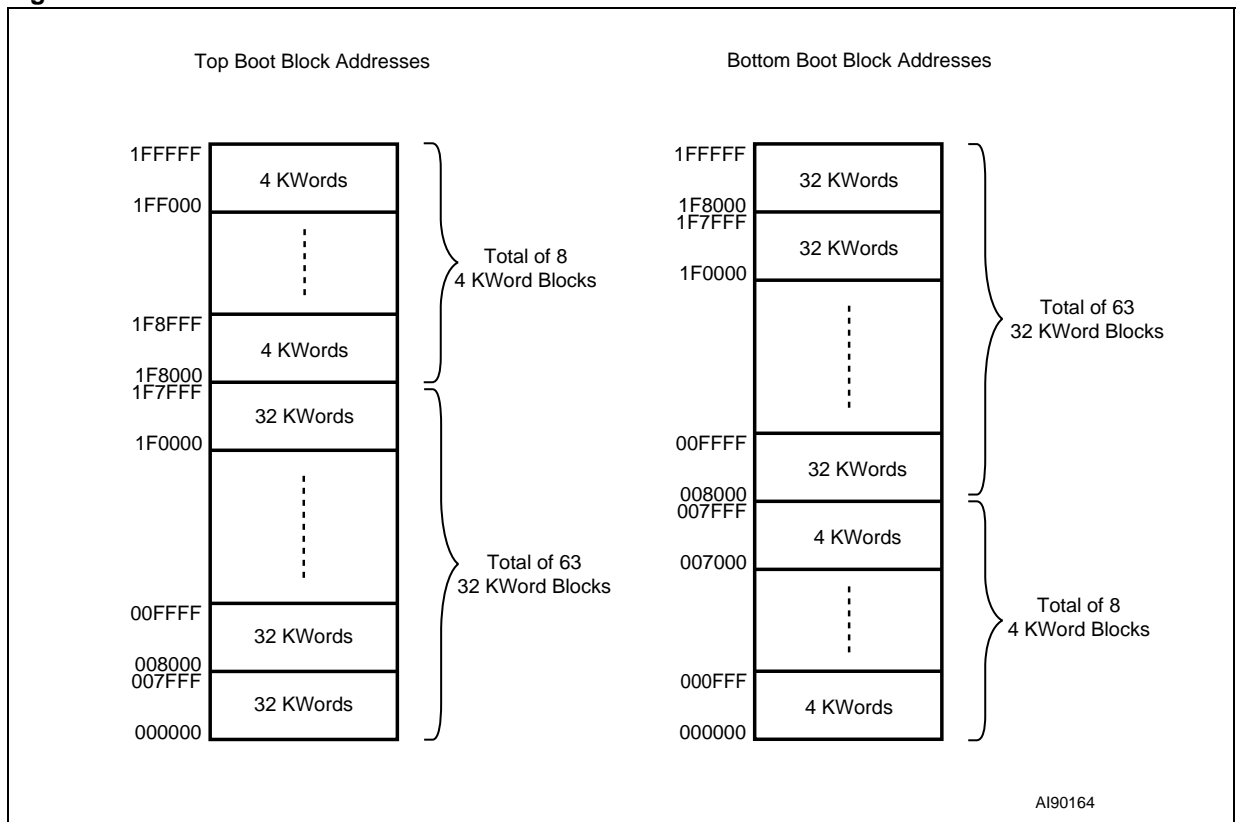 Top Boot Block Addresses
1FFFFF
4 KWords
1FF000
Total of 8
4 KWord Blocks
1F8FFF
4 KWords
1F8000
1F7FFF
32 KWords
1F0000
Total of 63
32 KWord Blocks
00FFFF
32 KWords
008000
007FFF
32 KWords
000000
Bottom Boot Block Addresses
1FFFFF
32 KWords
1F8000
1F7FFF
32 KWords
1F0000
Total of 63
32 KWord Blocks
00FFFF
32 KWords
008000
007FFF
4 KWords
007000
Total of 8
4 KWord Blocks
000FFF
4 KWords
000000
AI90164